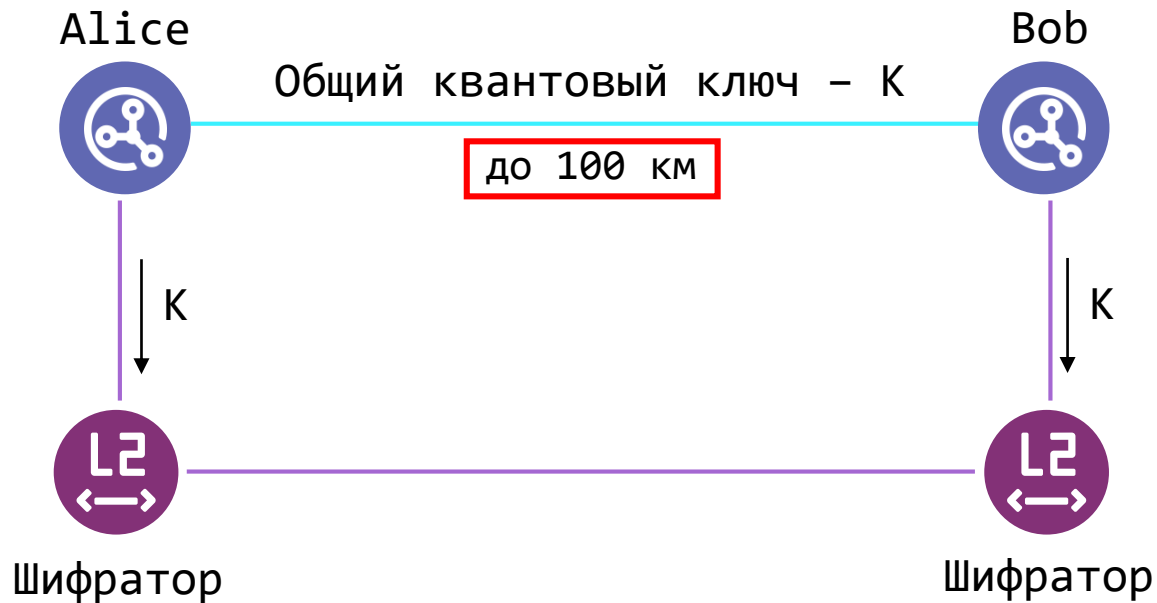 Alice
Bob
Общий квантовый ключ – К
до 100 км
К
К
L2
L2
Шифратор
Шифратор